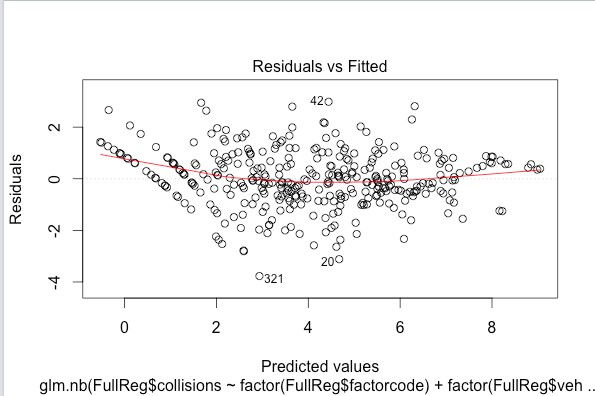 Residuals vs Fitted
Residuals
2
0
-2
-4
42
20
321
0 2 4 6 8
Predicted values
glm.nb(FullReg$collisions ~ factor(FullReg$factorcode) + factor(FullReg$veh ..